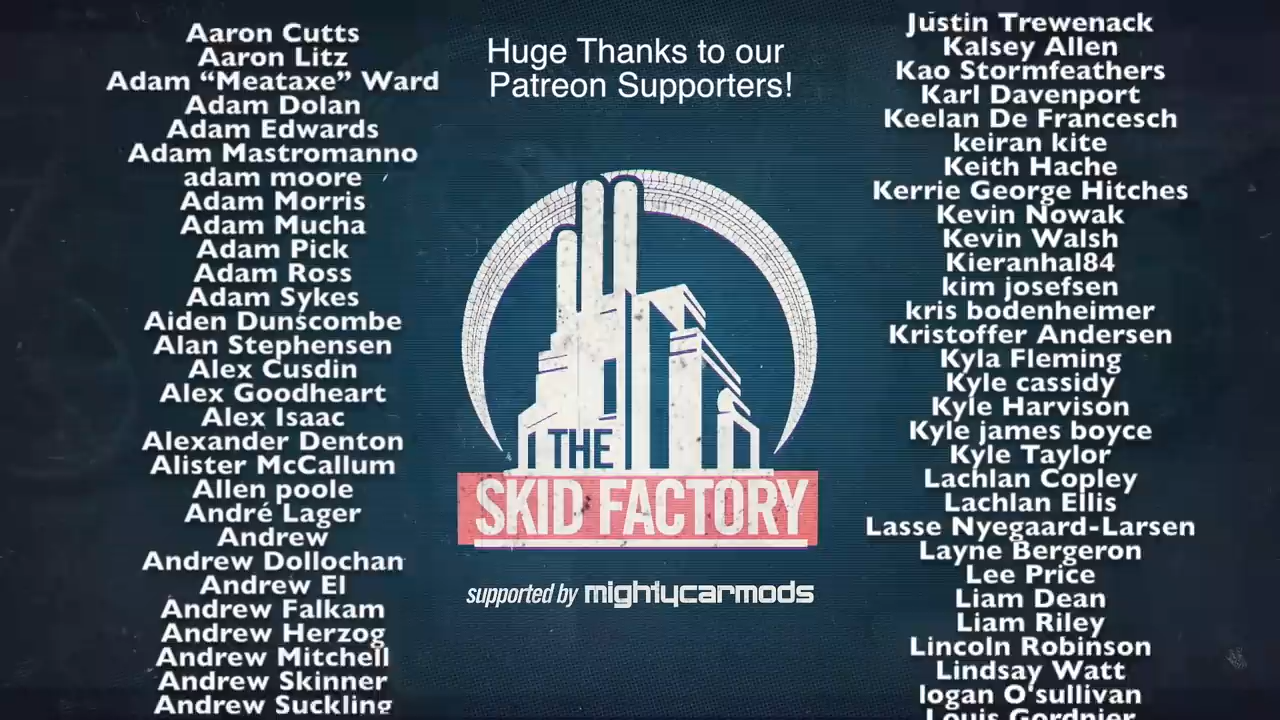 Aaron Cutts
Aaron Litz
Adam “Meataxe” Ward
Adam Dolan
Adam Edwards
Adam Mastromanno
adam moore
Adam Morris
Adam Mucha
Adam Pick
Adam Ross
Adam Sykes
Aiden Dunscombe
Alan Stephensen
Alex Cusdin
Alex Goodheart
Alex Isaac
Alexander Denton
Alister McCallum
Allen poole
André Lager
Andrew
Andrew Dollochan
Andrew El
Andrew Falkam
Andrew Herzog
Andrew Mitchell
Andrew Skinner
Andrew Suckling
Huge Thanks to our
Patreon Supporters!
THE
SKID FACTORY
supported by mightycarmods
Justin Trewenack
Kalsey Allen
Kao Stormfeathers
Karl Davenport
Keelan De Francesch
keiran kite
Keith Hache
Kerrie George Hitches
Kevin Nowak
Kevin Walsh
Kieranhal84
kim josefsen
kris bodenheimer
Kristoffer Andersen
Kyla Fleming
Kyle cassidy
Kyle Harvison
Kyle james boyce
Kyle Taylor
Lachlan Copley
Lachlan Ellis
Lasse Nyegaard-Larsen
Layne Bergeron
Lee Price
Liam Dean
Liam Riley
Lincoln Robinson
Lindsay Watt
logan O'sullivan
Louis Gordnier